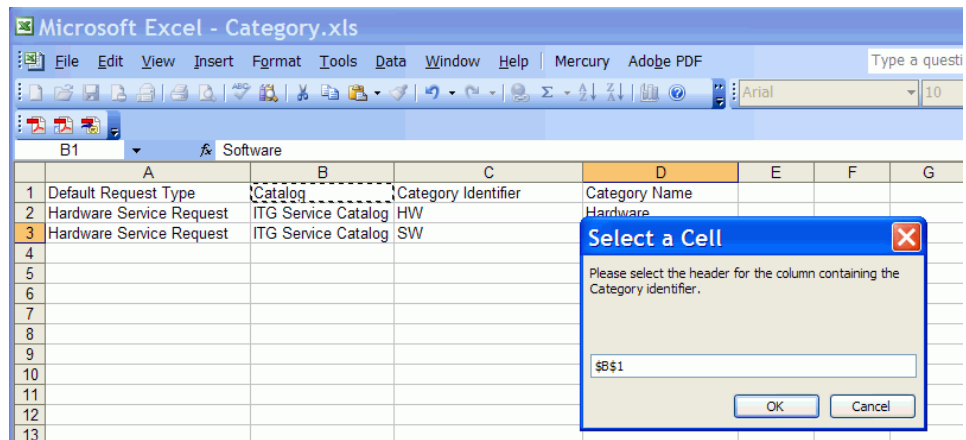 Microsoft Excel - Category.xls
File Edit View Insert Format Tools Data Window Help Mercury Adobe PDF Type a questi
Arial 10
B1 fx Software
A B C D E F G
1 Default Request Type Catalog Category Identifier Category Name
2 Hardware Service Request ITG Service Catalog HW Hardware
3 Hardware Service Request ITG Service Catalog SW
4
5
6
7
8
9
10
11
12
13
Select a Cell
Please select the header for the column containing the
Category identifier.
$B$1
OK Cancel